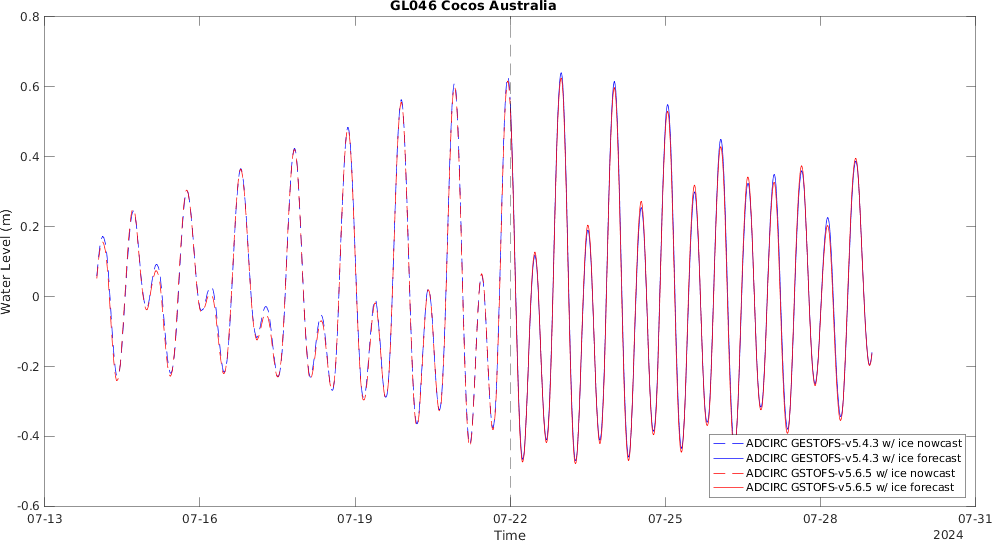 GL046 Cocos Australia
0.8
0.6
0.4
0.2
0
-0.2
-0.4
-0.6
Water Level (m)
07-13
07-16
07-19
07-22
07-25
07-28
07-31
Time
2024
ADCIRC GESTOFS-v5.4.3 w/ ice nowcast
ADCIRC GESTOFS-v5.4.3 w/ ice forecast
ADCIRC GSTOFS-v5.6.5 w/ ice nowcast
ADCIRC GSTOFS-v5.6.5 w/ ice forecast